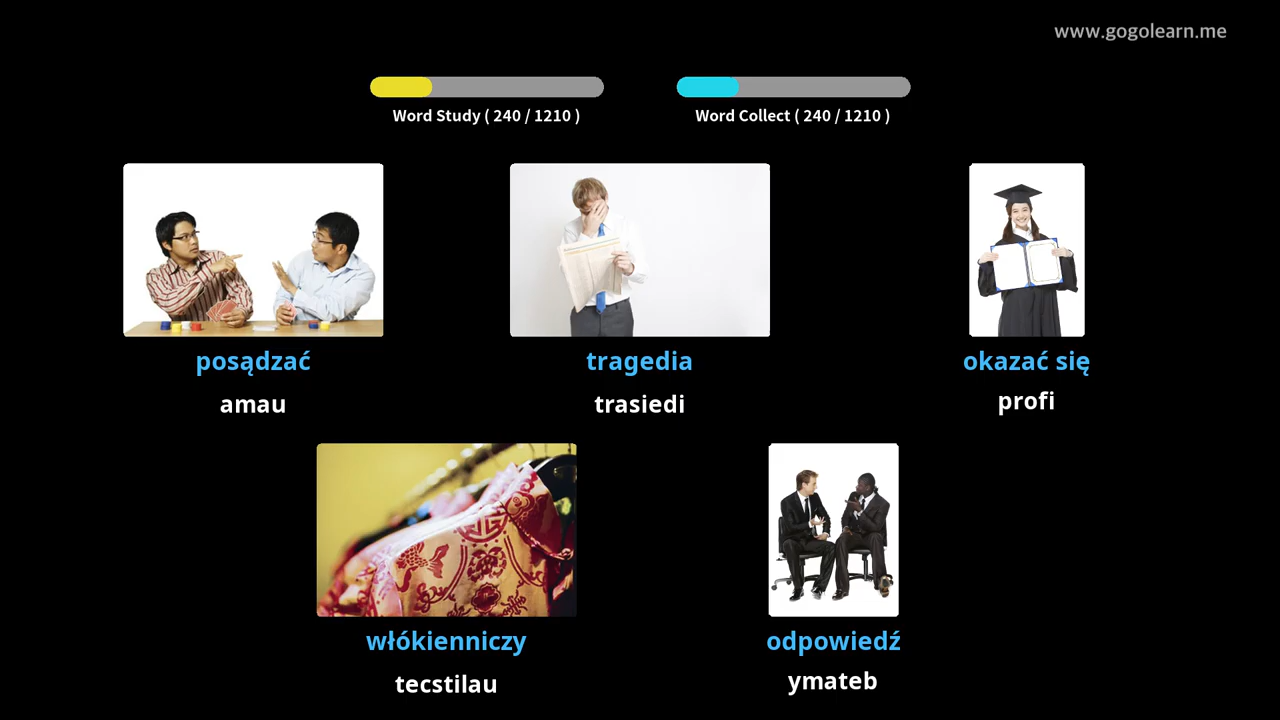 www.gogolearn.me
Word Study ( 240 / 1210 )
Word Collect ( 240 / 1210 )
posądzać
amau
tragedia
trasiedi
okazać się
profi
włókienniczy
tecstilau
odpowiedź
ymateb